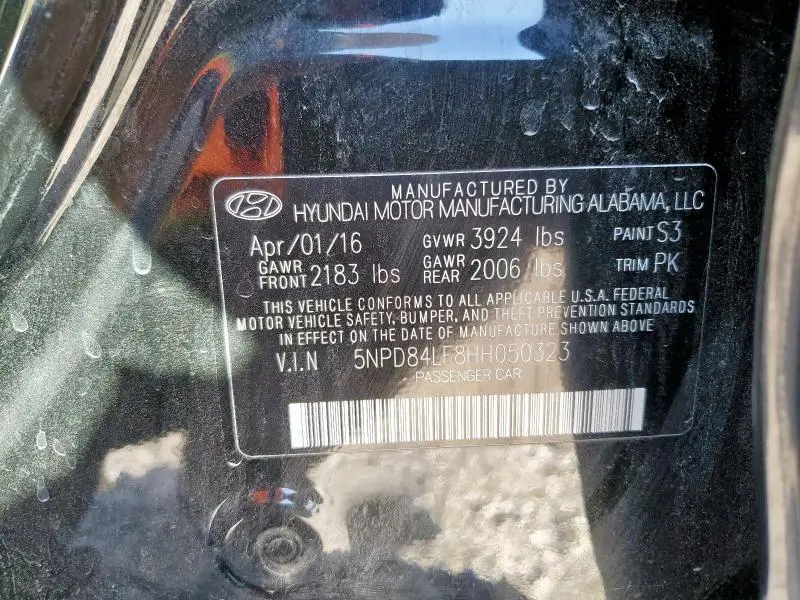 MANUFACTURED BY
HYUNDAI MOTOR MANUFACTURING ALABAMA, LLC
Apr/01/16 GVWR 3924 lbs PAINT S3
GAWR FRONT 2183 lbs GAWR REAR 2006 lbs TRIM PK
THIS VEHICLE CONFORMS TO ALL APPLICABLE U.S.A. FEDERAL
MOTOR VEHICLE SAFETY, BUMPER, AND THEFT PREVENTION STANDARDS
IN EFFECT ON THE DATE OF MANUFACTURE SHOWN ABOVE
V.I.N 5NPD84LF8HH050323
PASSENGER CAR